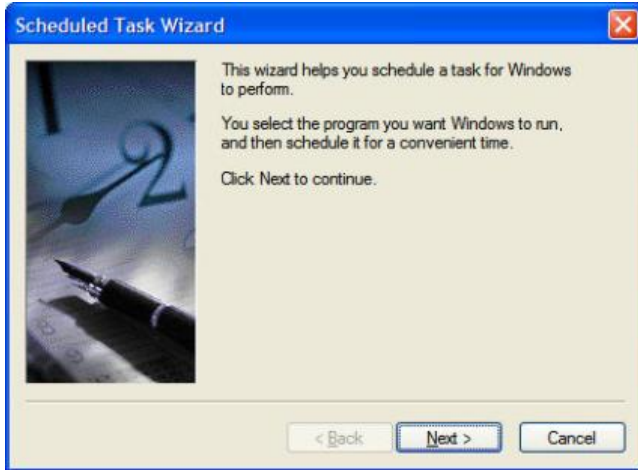 Scheduled Task Wizard
This wizard helps you schedule a task for Windows
to perform.
You select the program you want Windows to run,
and then schedule it for a convenient time.
Click Next to continue.
2
< Back
Next >
Cancel